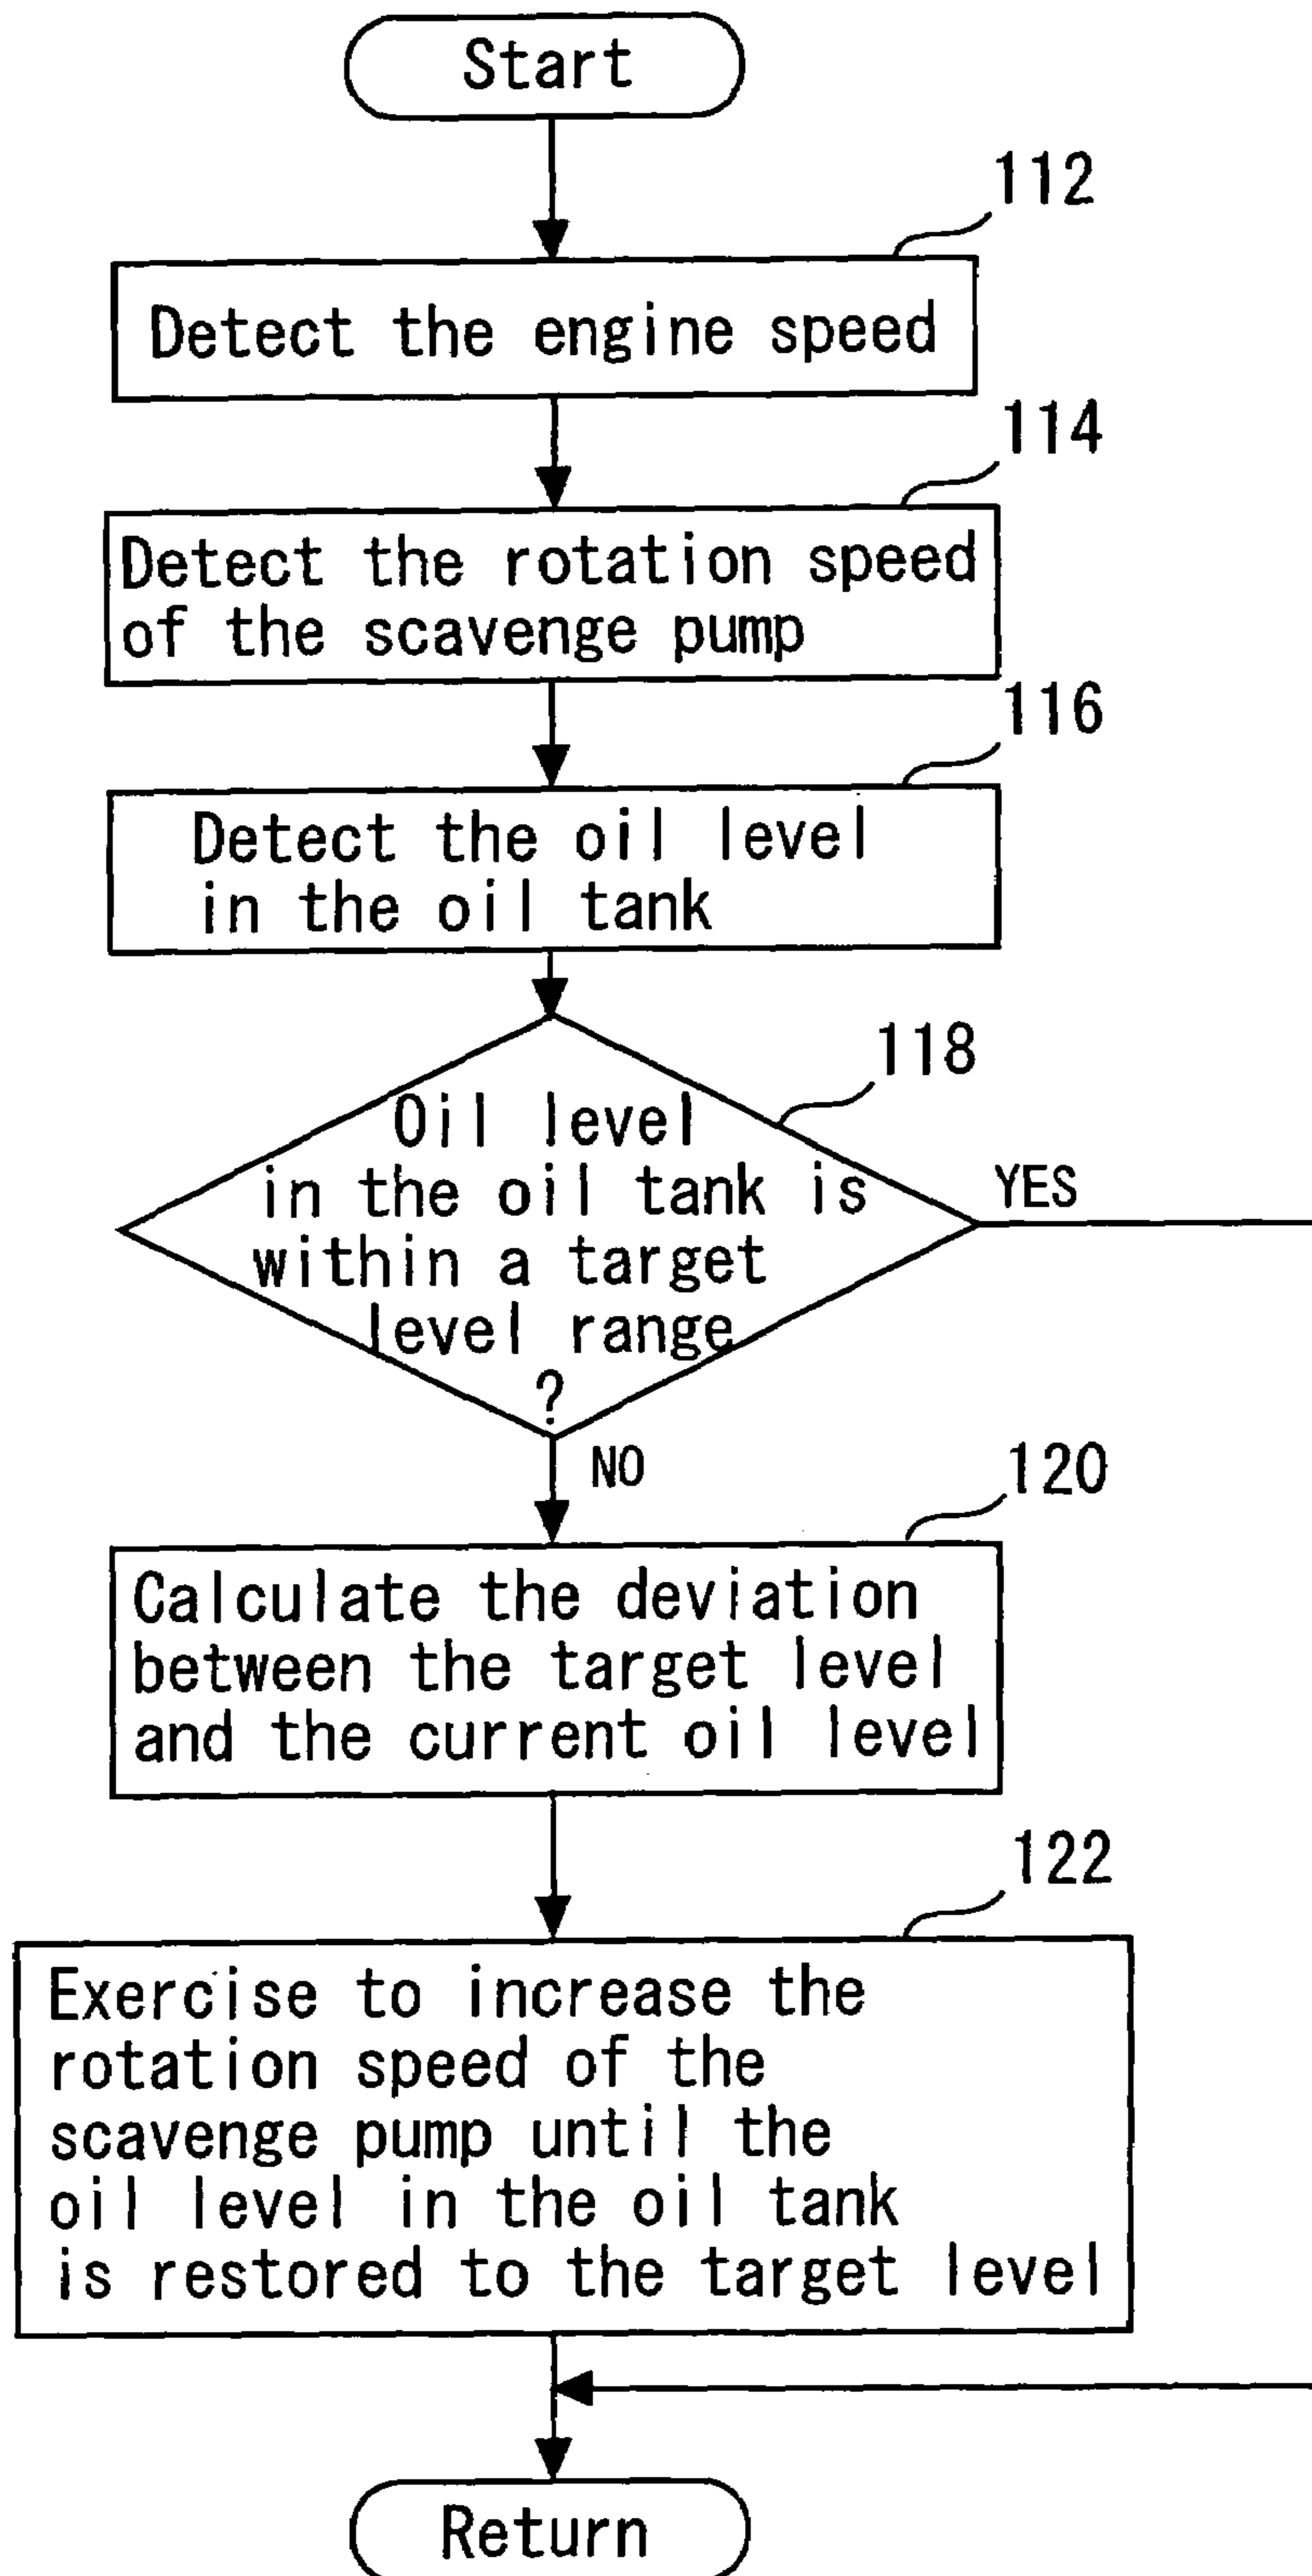 Start
112
Detect the engine speed
114
Detect the rotation speed
of the scavenge pump
116
Detect the oil level
in the oil tank
118
Oil level
in the oil tank is
within a target
level range
?
YES
NO
120
Calculate the deviation
between the target level
and the current oil level
122
Exercise to increase the
rotation speed of the
scavenge pump until the
oil level in the oil tank
is restored to the target level
Return